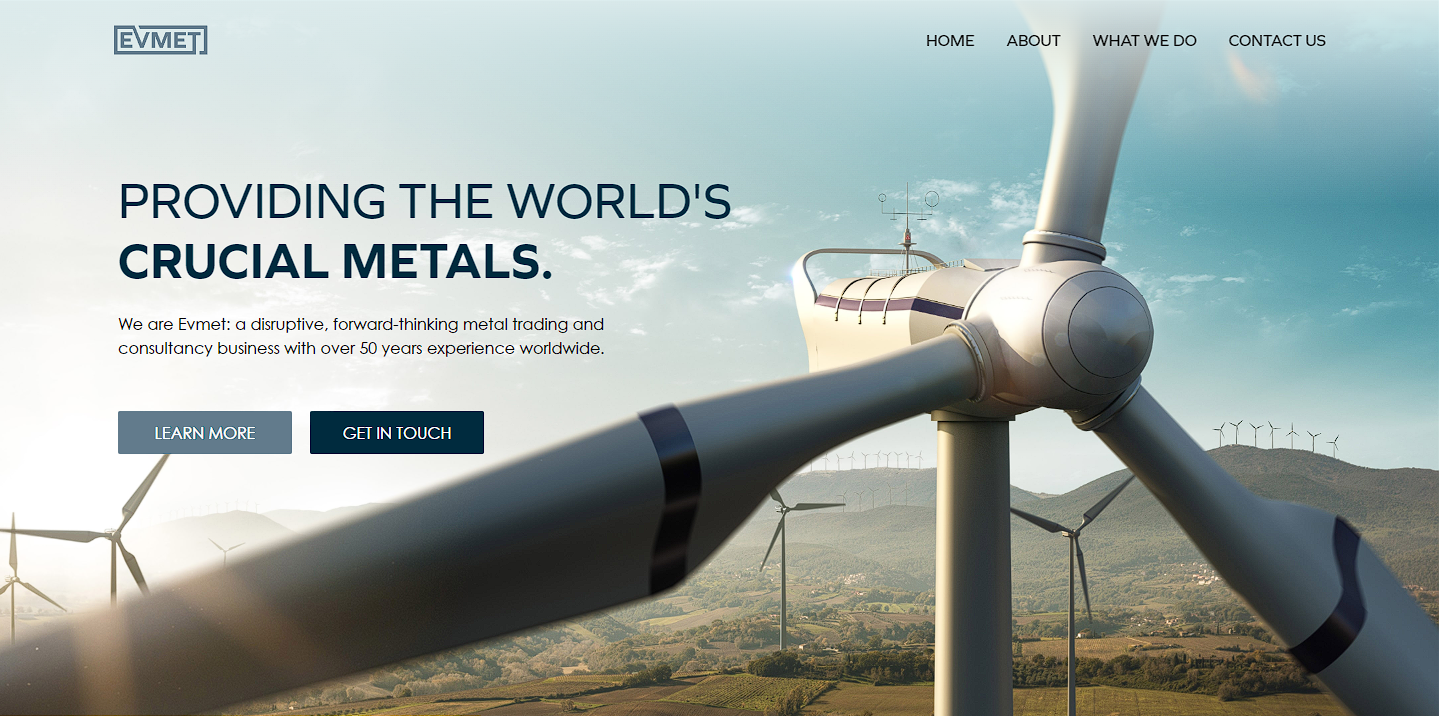 EVMET
HOME ABOUT WHAT WE DO CONTACT US
PROVIDING THE WORLD'S
CRUCIAL METALS.
We are Evmet: a disruptive, forward-thinking metal trading and
consultancy business with over 50 years experience worldwide.
LEARN MORE GET IN TOUCH